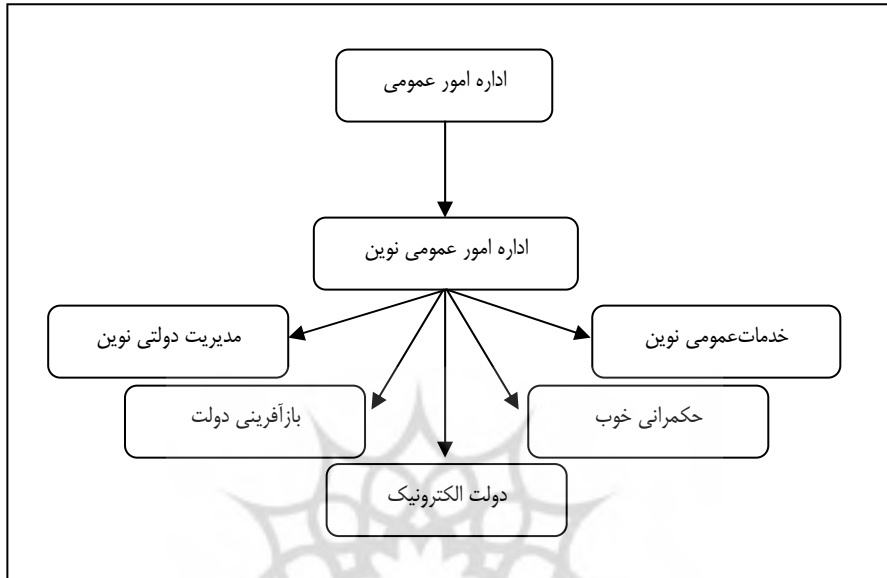 اداره امور عمومی
اداره امور عمومی نوین
خدمات‌عمومی نوین
مدیریت دولتی نوین
حکمرانی خوب
بازآفرینی دولت
دولت الکترونیک